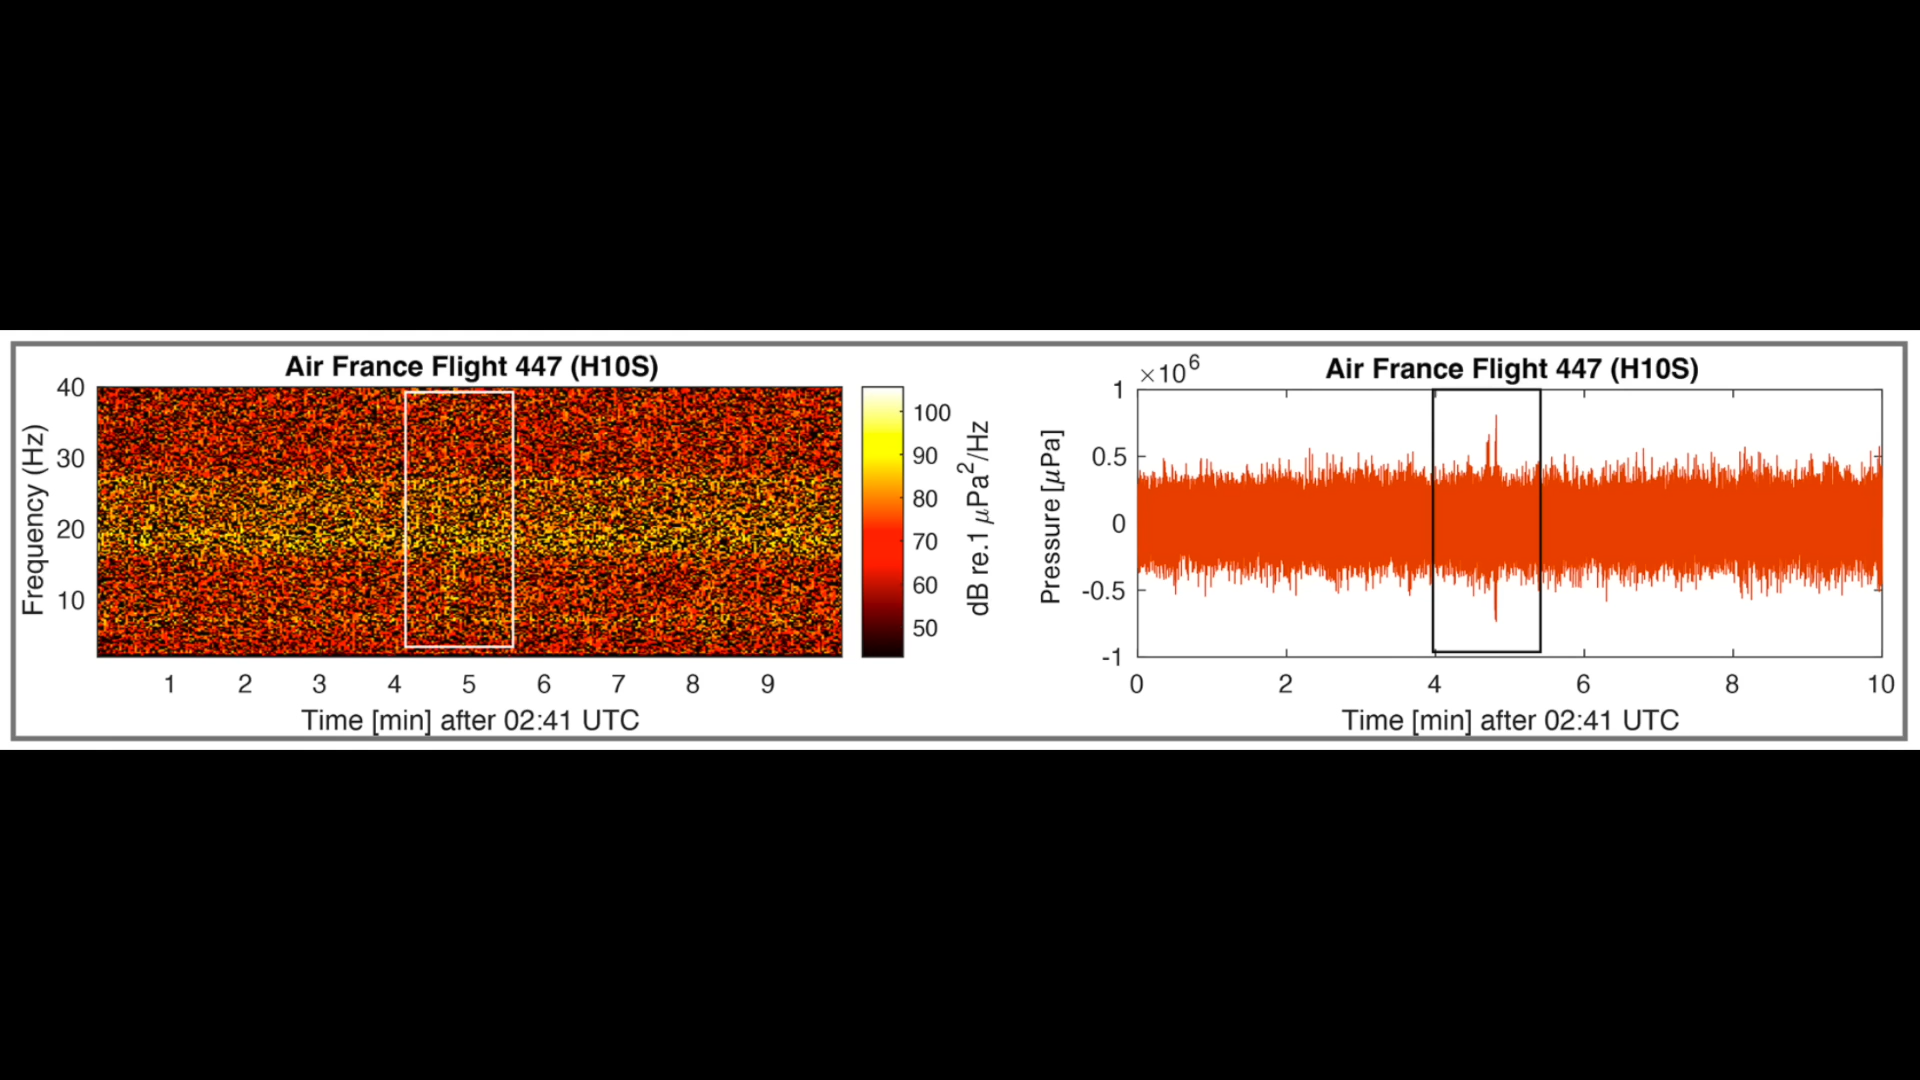 Air France Flight 447 (H10S)
Frequency (Hz)
40
30
20
10
1 2 3 4 5 6 7 8 9
Time [min] after 02:41 UTC
100
90
80
70
60
50
dB re.1 μPa²/Hz
Air France Flight 447 (H10S)
×10⁶
Pressure [μPa]
1
0.5
0
-0.5
-1
0 2 4 6 8 10
Time [min] after 02:41 UTC